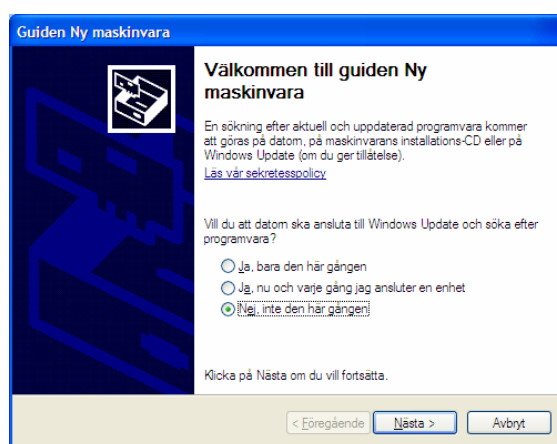 Guiden Ny maskinvara
Välkommen till guiden Ny
maskinvara
En sökning efter aktuell och uppdaterad programvara kommer
att göras på datorn, på maskinvarans installations-CD eller på
Windows Update (om du ger tillåtelse).
Läs vår sekretesspolicy
Vill du att datorn ska ansluta till Windows Update och söka efter
programvara?
Ja, bara den här gången
Ja, nu och varje gång jag ansluter en enhet
Nej, inte den här gången
Klicka på Nästa om du vill fortsätta.
< Föregående Nästa > Avbryt